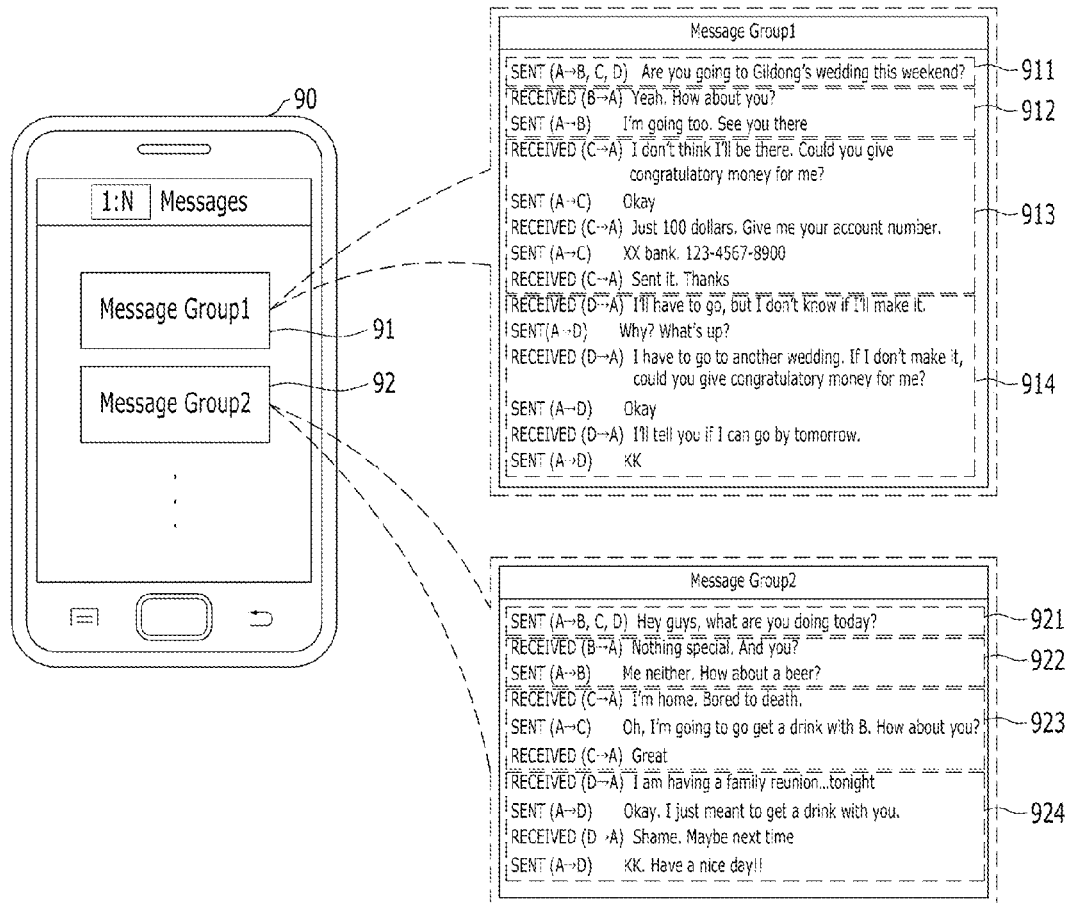 90
1:N Messages
Message Group1
91
Message Group2
92
Message Group1
SENT (A→B, C, D) Are you going to Gildong's wedding this weekend?
911
RECEIVED (B→A) Yeah. How about you?
SENT (A→B) I'm going too. See you there
912
RECEIVED (C→A) I don't think I'll be there. Could you give
congratulatory money for me?
SENT (A→C) Okay
RECEIVED (C→A) Just 100 dollars. Give me your account number.
SENT (A→C) XX bank. 123-4567-8900
RECEIVED (C→A) Sent it. Thanks
913
RECEIVED (D→A) I'll have to go, but I don't know if I'll make it.
SENT(A→D) Why? What's up?
RECEIVED (D→A) I have to go to another wedding. If I don't make it,
could you give congratulatory money for me?
SENT (A→D) Okay
RECEIVED (D→A) I'll tell you if I can go by tomorrow.
SENT (A→D) KK
914
Message Group2
SENT (A→B, C, D) Hey guys, what are you doing today?
921
RECEIVED (B→A) Nothing special. And you?
SENT (A→B) Me neither. How about a beer?
922
RECEIVED (C→A) I'm home. Bored to death.
SENT (A→C) Oh, I'm going to go get a drink with B. How about you?
RECEIVED (C→A) Great
923
RECEIVED (D→A) I am having a family reunion...tonight
SENT (A→D) Okay. I just meant to get a drink with you.
RECEIVED (D→A) Shame. Maybe next time
SENT (A→D) KK. Have a nice day!!
924